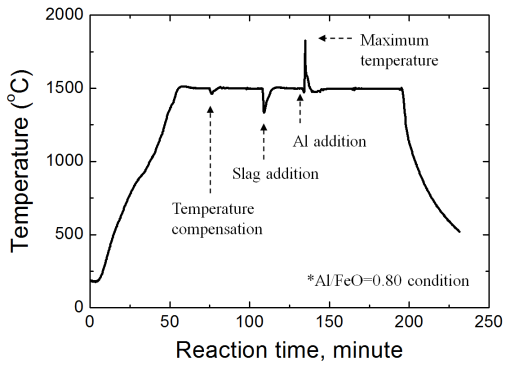 2000
1500
1000
500
0
Temperature (°C)
Maximum
temperature
Al addition
Slag addition
Temperature
compensation
*Al/FeO=0.80 condition
0 50 100 150 200 250
Reaction time, minute